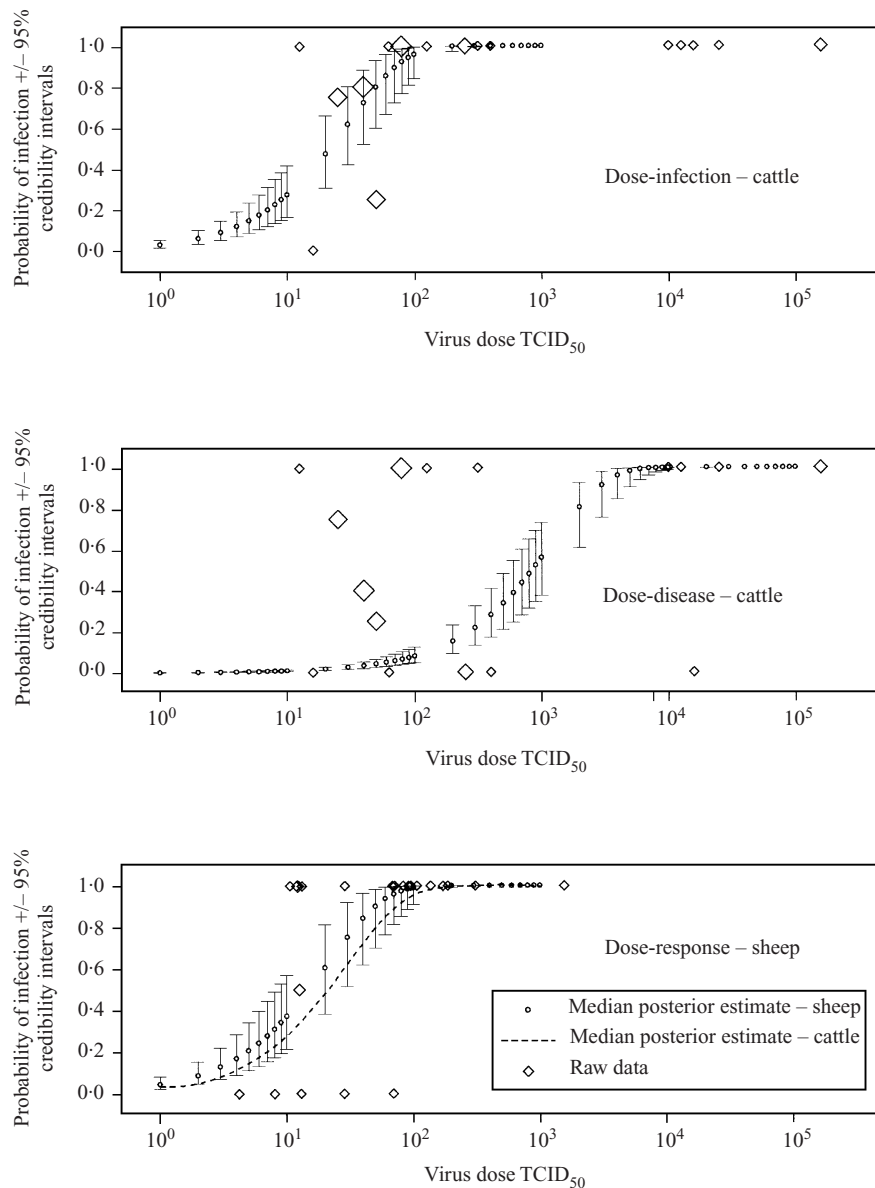 Probability of infection +/– 95%
credibility intervals
1·0
0·8
0·6
0·4
0·2
0·0
Dose-infection – cattle
10⁰
10¹
10²
10³
10⁴
10⁵
Virus dose TCID₅₀
Probability of infection +/– 95%
credibility intervals
1·0
0·8
0·6
0·4
0·2
0·0
Dose-disease – cattle
10⁰
10¹
10²
10³
10⁴
10⁵
Virus dose TCID₅₀
Probability of infection +/– 95%
credibility intervals
1·0
0·8
0·6
0·4
0·2
0·0
Dose-response – sheep
Median posterior estimate – sheep
Median posterior estimate – cattle
Raw data
10⁰
10¹
10²
10³
10⁴
10⁵
Virus dose TCID₅₀